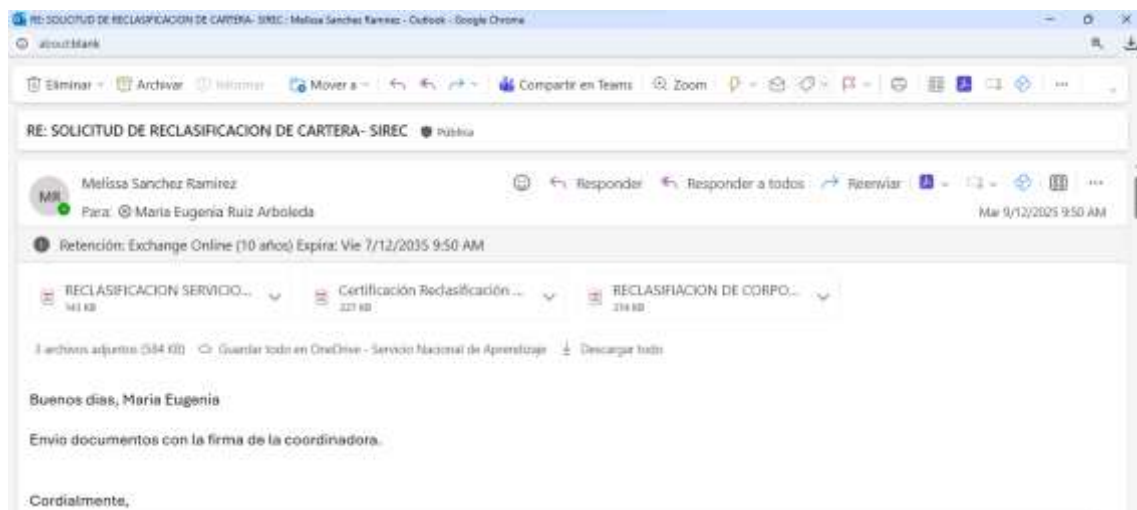 RE: SOLICITUD DE RECLASIFICACION DE CARTERA- SIREC : Melissa Sanchez Ramirez - Outlook - Google Chrome
about:blank
Eliminar Archivar Informar Mover a Compartir en Teams Zoom
RE: SOLICITUD DE RECLASIFICACION DE CARTERA- SIREC Pública
MR
Melissa Sanchez Ramirez
Responder Responder a todos Reenviar
Para: Maria Eugenia Ruiz Arboleda
Mar 9/12/2025 9:50 AM
Retención: Exchange Online (10 años) Expira: Vie 7/12/2035 9:50 AM
RECLASIFICACION SERVICIO...
Certificación Reclasificación ...
RECLASIFIACION DE CORPO...
3 archivos adjuntos (584 KB) Guardar todo en OneDrive - Servicio Nacional de Aprendizaje Descargar todo
Buenos dias, Maria Eugenia
Envio documentos con la firma de la coordinadora.
Cordialmente,